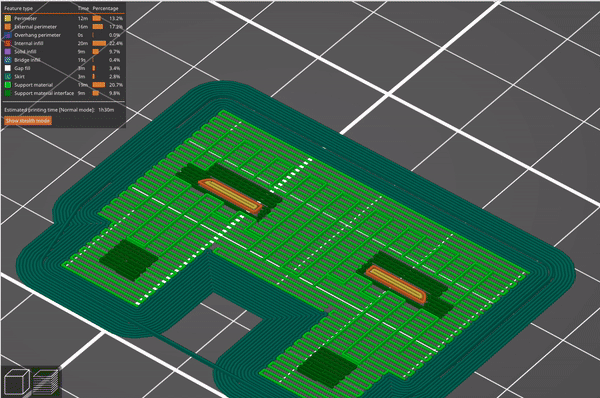 Feature type Time Percentage
Perimeter 12m 13.2%
External perimeter 16m 17.2%
Overhang perimeter 0s 0.0%
Internal infill 20m 22.4%
Solid infill 9m 9.7%
Bridge infill 19s 0.4%
Gap fill 3m 3.4%
Skirt 3m 2.8%
Support material 19m 20.7%
Support material interface 9m 9.8%
Estimated printing time [Normal mode]: 1h30m
Show stealth mode